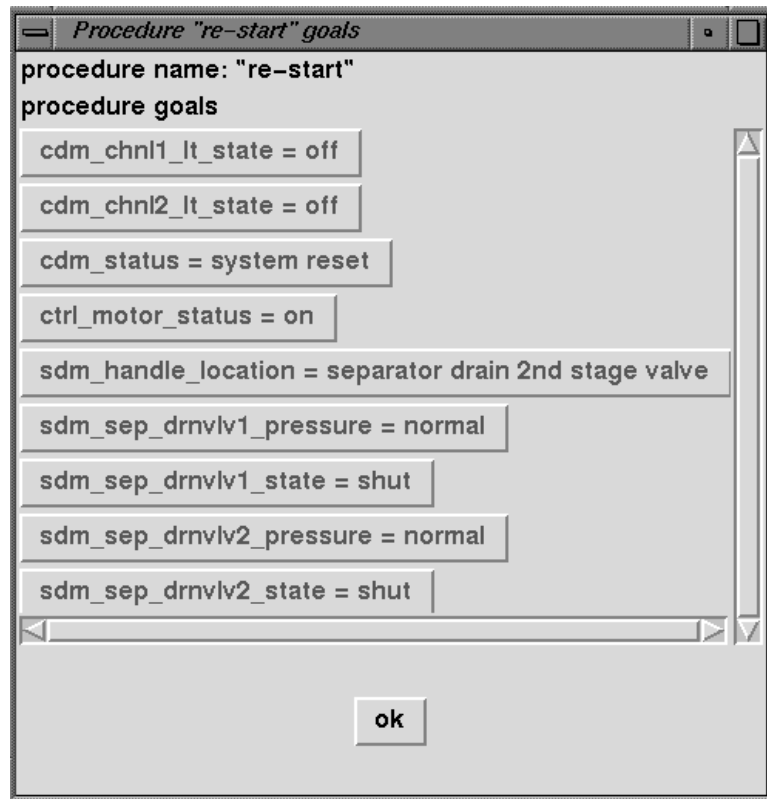 Procedure "re-start" goals
procedure name: "re-start"
procedure goals
cdm_chnl1_lt_state = off
cdm_chnl2_lt_state = off
cdm_status = system reset
ctrl_motor_status = on
sdm_handle_location = separator drain 2nd stage valve
sdm_sep_drnvlv1_pressure = normal
sdm_sep_drnvlv1_state = shut
sdm_sep_drnvlv2_pressure = normal
sdm_sep_drnvlv2_state = shut
ok